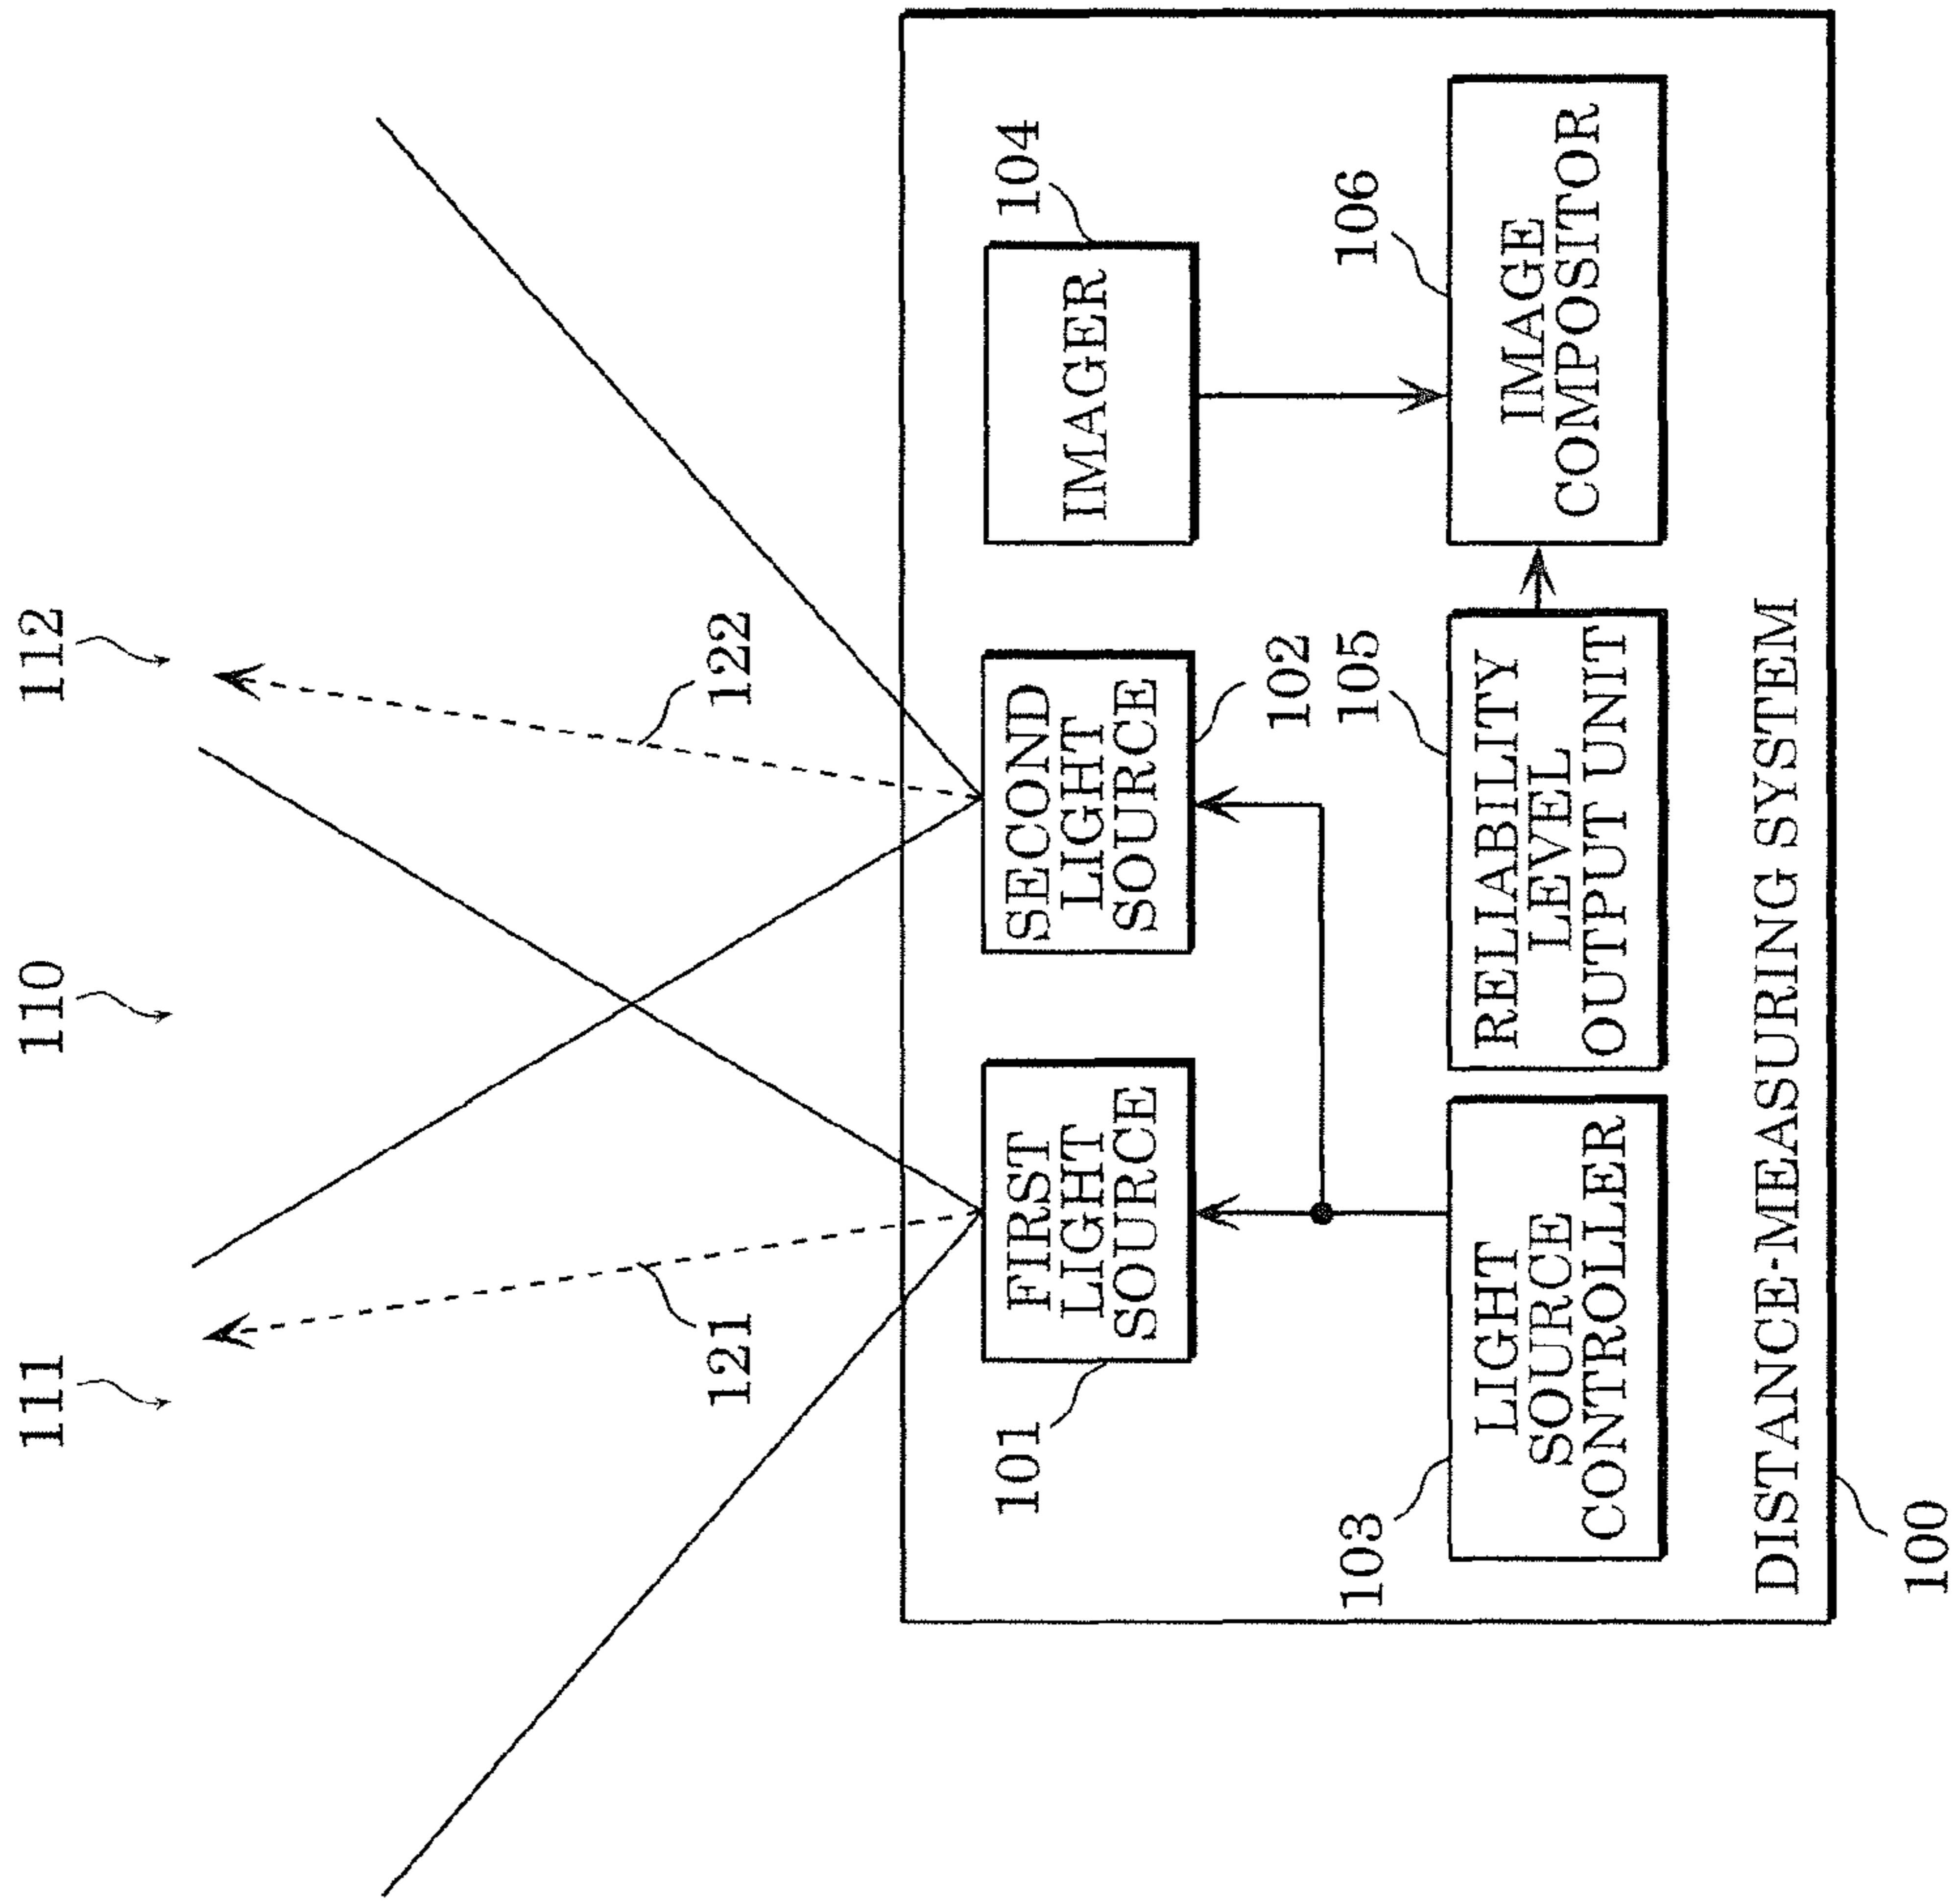 111
110
112
121
122
101
FIRST
LIGHT
SOURCE
SECOND
LIGHT
SOURCE
102
IMAGER
104
103
LIGHT
SOURCE
CONTROLLER
105
RELIABILITY
LEVEL
OUTPUT UNIT
106
IMAGE
COMPOSITOR
DISTANCE-MEASURING SYSTEM
100